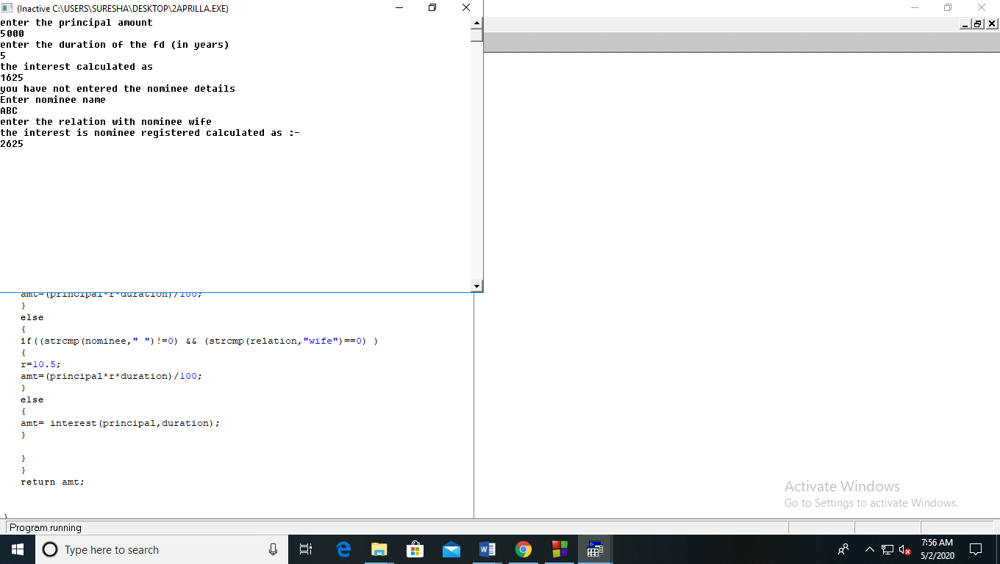 (Inactive C:\USERS\SURESHA\DESKTOP\2APRILLA.EXE)
enter the principal amount
5000
enter the duration of the fd (in years)
5
the interest calculated as
1625
you have not entered the nominee details
Enter nominee name
ABC
enter the relation with nominee wife
the interest is nominee registered calculated as :-
2625
amt=(principal*r*duration)/100;
}
else
{
if((strcmp(nominee," ")!=0) && (strcmp(relation,"wife")==0) )
{
r=10.5;
amt=(principal*r*duration)/100;
}
else
{
amt= interest(principal,duration);
}
}
}
return amt;
}
Activate Windows
Go to Settings to activate Windows.
Program running
Type here to search
7:56 AM
5/2/2020